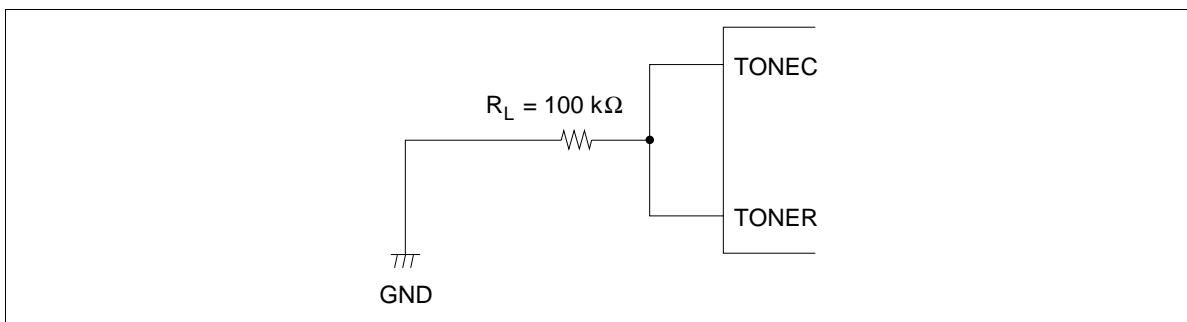 TONEC
R_L = 100 kΩ
TONER
GND